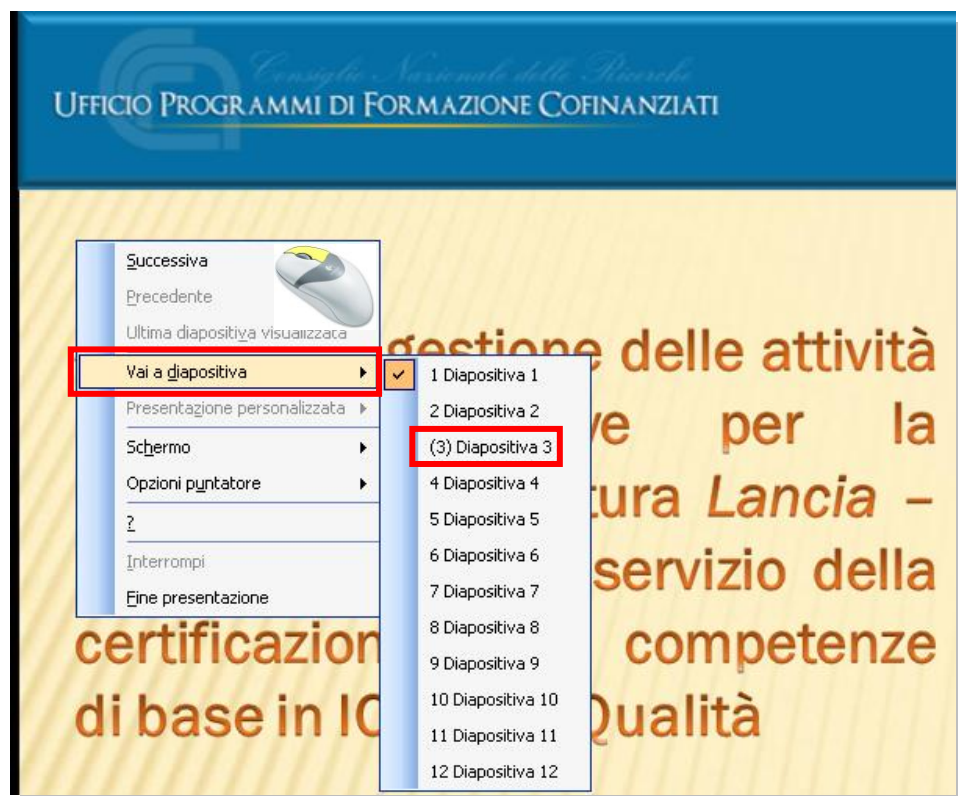 Consiglio Nazionale delle Ricerche
UFFICIO PROGRAMMI DI FORMAZIONE COFINANZIATI
Successiva
Precedente
Ultima diapositiva visualizzata
Vai a diapositiva
Presentazione personalizzata
Schermo
Opzioni puntatore
?
Interrompi
Fine presentazione
1 Diapositiva 1
2 Diapositiva 2
(3) Diapositiva 3
4 Diapositiva 4
5 Diapositiva 5
6 Diapositiva 6
7 Diapositiva 7
8 Diapositiva 8
9 Diapositiva 9
10 Diapositiva 10
11 Diapositiva 11
12 Diapositiva 12
gestione delle attività
per la
Lancia –
servizio della
certificazion competenze
di base in Qualità